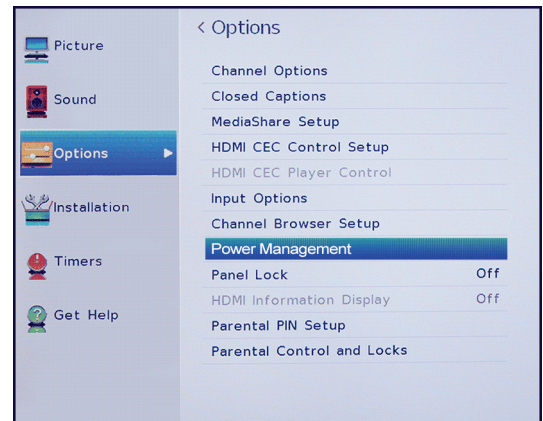 Picture
Sound
Options
Installation
Timers
Get Help
< Options
Channel Options
Closed Captions
MediaShare Setup
HDMI CEC Control Setup
HDMI CEC Player Control
Input Options
Channel Browser Setup
Power Management
Panel Lock Off
HDMI Information Display Off
Parental PIN Setup
Parental Control and Locks